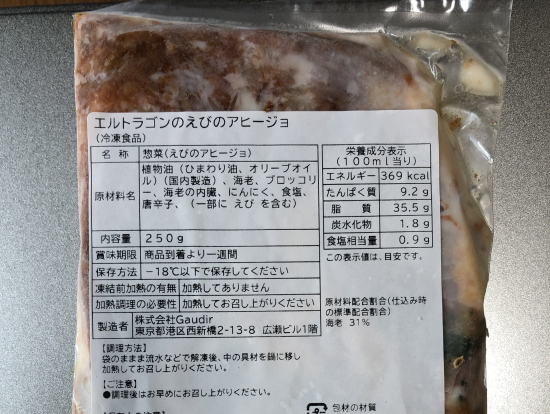 エルトラゴンのえびのアヒージョ
（冷凍食品）
名 称 惣菜(えびのアヒージョ)
原材料名 植物油（ひまわり油、オリーブオイ
ル）（国内製造）、海老、ブロッコリ
ー、海老の内臓、にんにく、食塩、
唐辛子、（一部に えび を含む）
内容量 250g
賞味期限 商品到着より一週間
保存方法 −18℃以下で保存してください
凍結前加熱の有無 加熱してありません
加熱調理の必要性 加熱してお召し上がりください
製造者 株式会社Gaudir
東京都港区西新橋2-13-8 広瀬ビル1階
【調理方法】
袋のままま流水などで解凍後、中の具材を鍋に移し
加熱してお召し上がりください。
【ご注意】
●調理後はお早めにお召し上がりください。
栄養成分表示
(100ml当り)
エネルギー 369kcal
たんぱく質 9.2g
脂 質 35.5g
炭水化物 1.8g
食塩相当量 0.9g
この表示値は、目安です。
原材料配合割合(仕込み時
の標準配合割合)
海老 31%
包材の材質